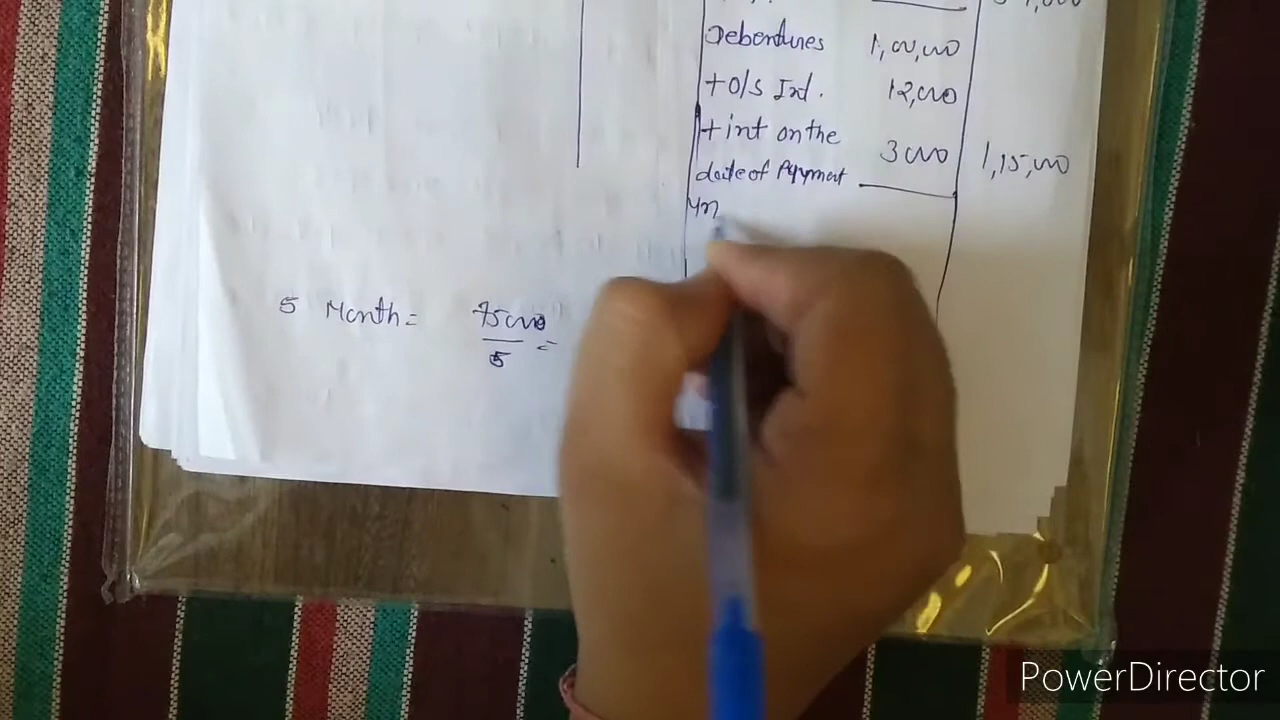 Debentures 1,00,000
+ O/s Int. 12,000
+ int on the
date of Payment 3000 1,15,000
Un
5 Month = 75000
5 =
PowerDirector